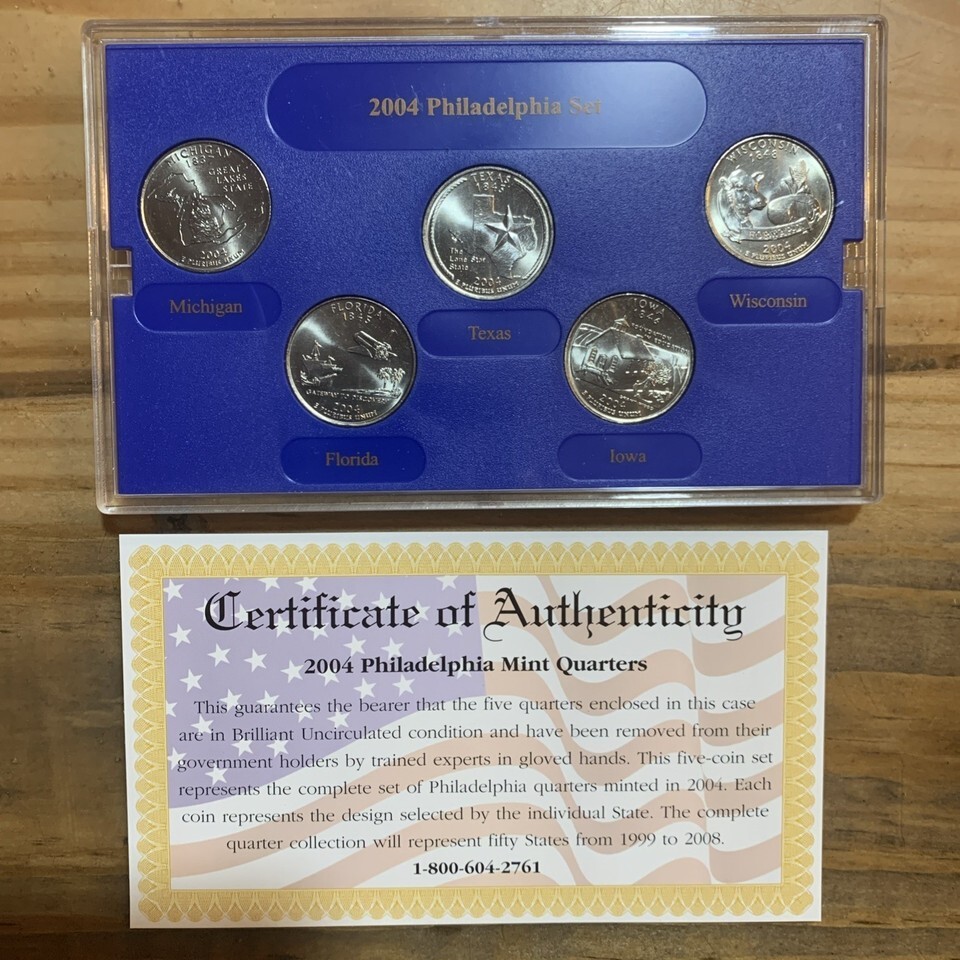 2004 Philadelphia Set
MICHIGAN
1837
GREAT
LAKES
STATE
2004
E PLURIBUS UNUM
Michigan
FLORIDA
1845
GATEWAY TO DISCOVERY
2004
E PLURIBUS UNUM
Florida
TEXAS
1845
The
Lone Star
State
2004
E PLURIBUS UNUM
Texas
IOWA
1846
FOUNDATION
EDUCATION
2004
E PLURIBUS UNUM
Iowa
WISCONSIN
1848
2004
E PLURIBUS UNUM
Wisconsin
Certificate of Authenticity
2004 Philadelphia Mint Quarters
This guarantees the bearer that the five quarters enclosed in this case
are in Brilliant Uncirculated condition and have been removed from their
government holders by trained experts in gloved hands. This five-coin set
represents the complete set of Philadelphia quarters minted in 2004. Each
coin represents the design selected by the individual State. The complete
quarter collection will represent fifty States from 1999 to 2008.
1-800-604-2761